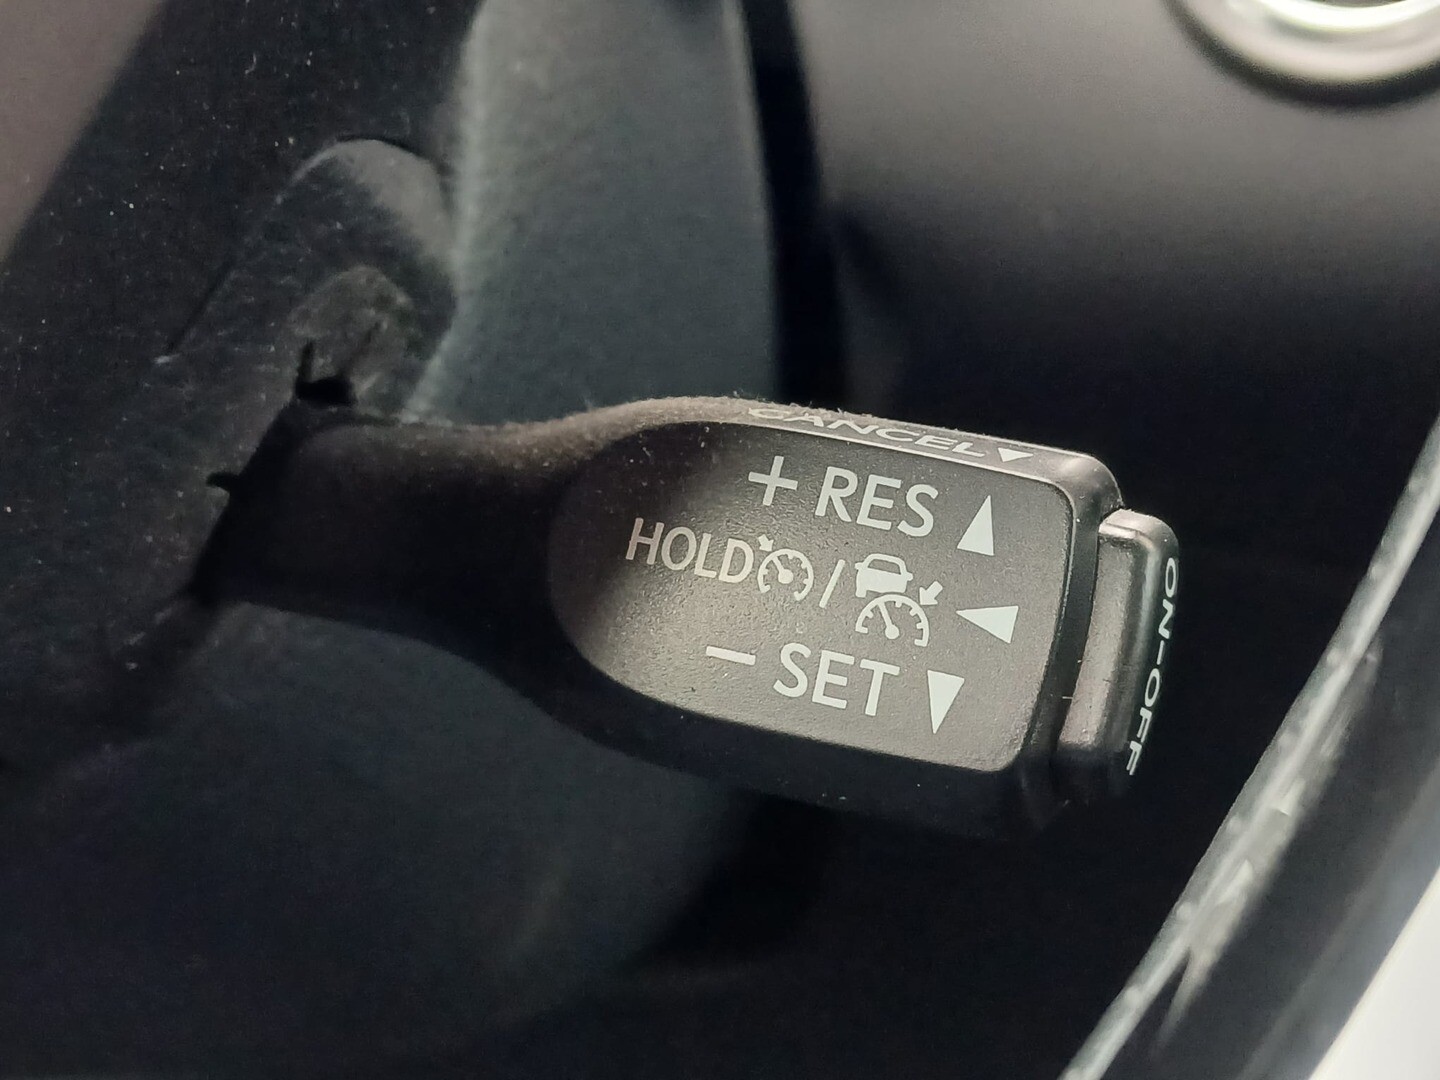 CANCEL▼
+ RES ▲
HOLD / ◀
− SET ▼
ON-OFF